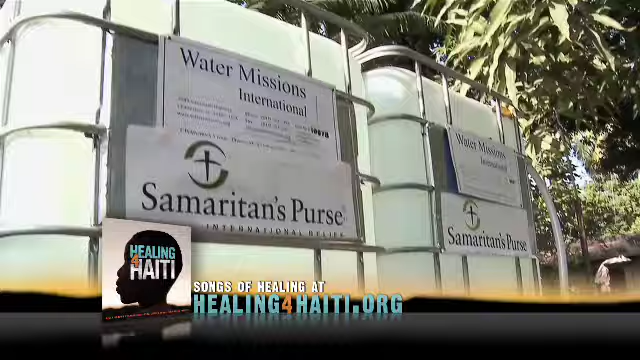 Water Missions
International
Samaritan's Purse
INTERNATIONAL RELIEF
Water Missions
International
Samaritan's Purse
HEALING
4
HAITI
SONGS OF HEALING AT
HEALING4HAITI.ORG